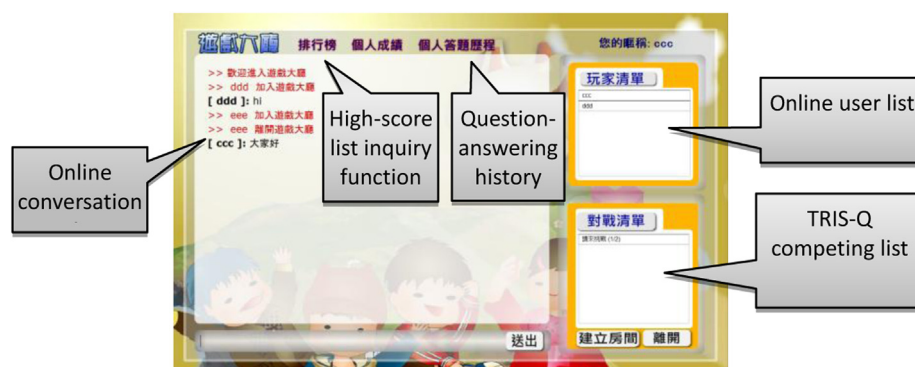 遊戲大廳 排行榜 個人成績 個人答題歷程 您的暱稱: ccc
>> 歡迎進入遊戲大廳
>> ddd 加入遊戲大廳
[ ddd ]: hi
>> eee 加入遊戲大廳
>> eee 離開遊戲大廳
[ ccc ]: 大家好
Online
conversation
High-score
list inquiry
function
Question-
answering
history
玩家清單
ccc
ddd
Online user list
對戰清單
(1/2)
TRIS-Q
competing list
送出
建立房間 離開